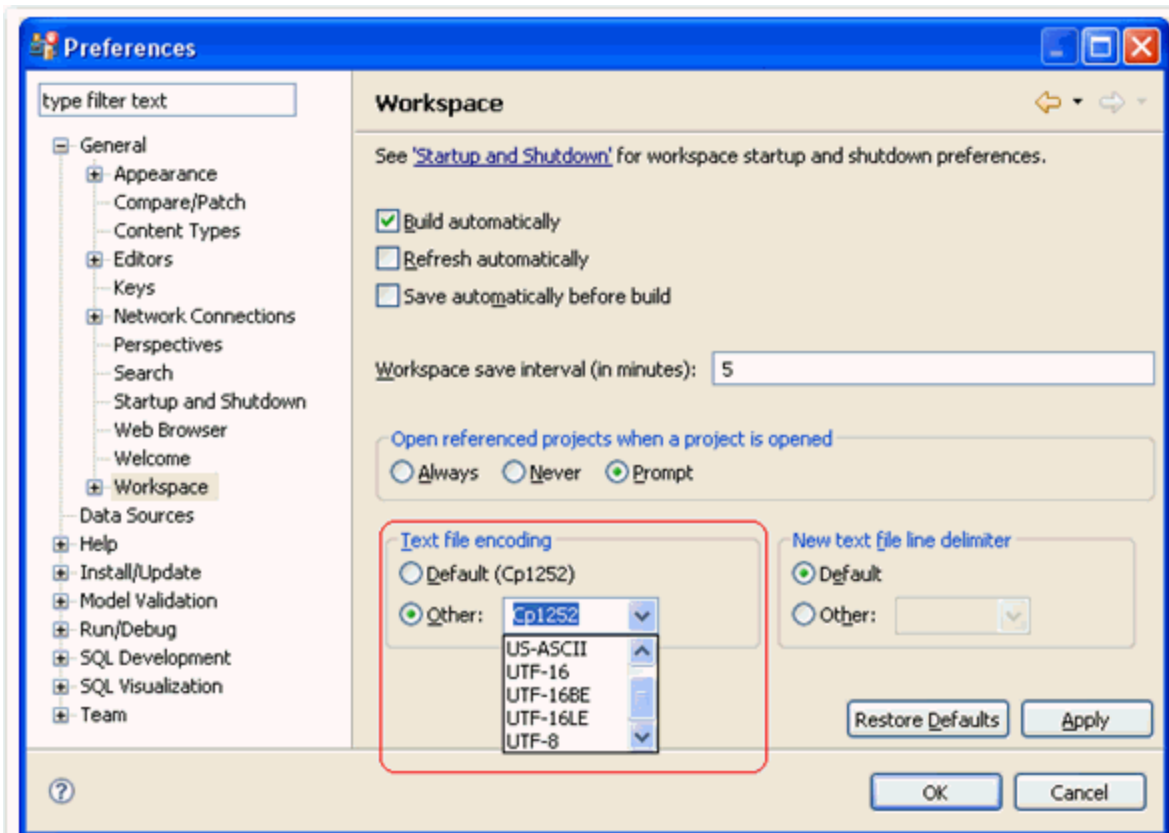 Preferences
type filter text
General
Appearance
Compare/Patch
Content Types
Editors
Keys
Network Connections
Perspectives
Search
Startup and Shutdown
Web Browser
Welcome
Workspace
Data Sources
Help
Install/Update
Model Validation
Run/Debug
SQL Development
SQL Visualization
Team
Workspace
See 'Startup and Shutdown' for workspace startup and shutdown preferences.
Build automatically
Refresh automatically
Save automatically before build
Workspace save interval (in minutes): 5
Open referenced projects when a project is opened
Always Never Prompt
Text file encoding
Default (Cp1252)
Other: Cp1252
US-ASCII
UTF-16
UTF-16BE
UTF-16LE
UTF-8
New text file line delimiter
Default
Other:
Restore Defaults Apply
? OK Cancel